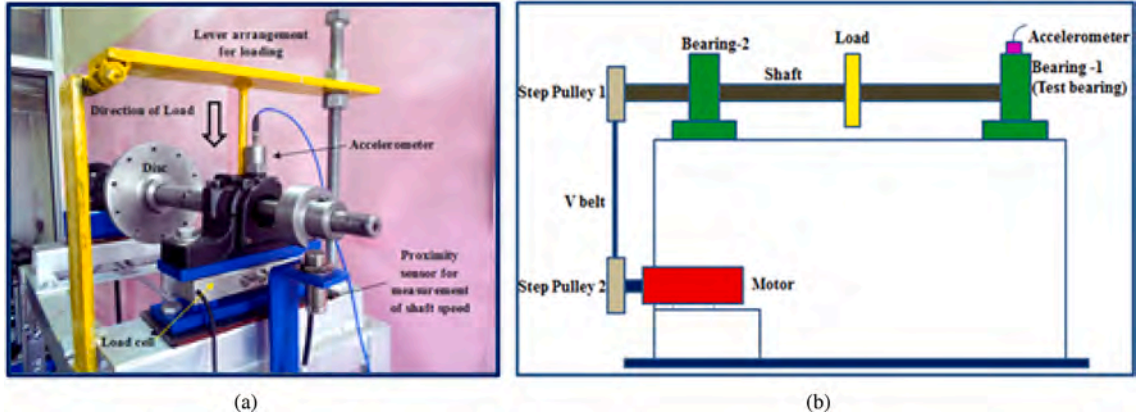 Lever arrangement
for loading
Direction of Load
Accelerometer
Disc
Proximity
sensor for
measurement
of shaft speed
Load cell
(a)
Bearing-2
Load
Accelerometer
Shaft
Bearing -1
(Test bearing)
Step Pulley 1
V belt
Step Pulley 2
Motor
(b)